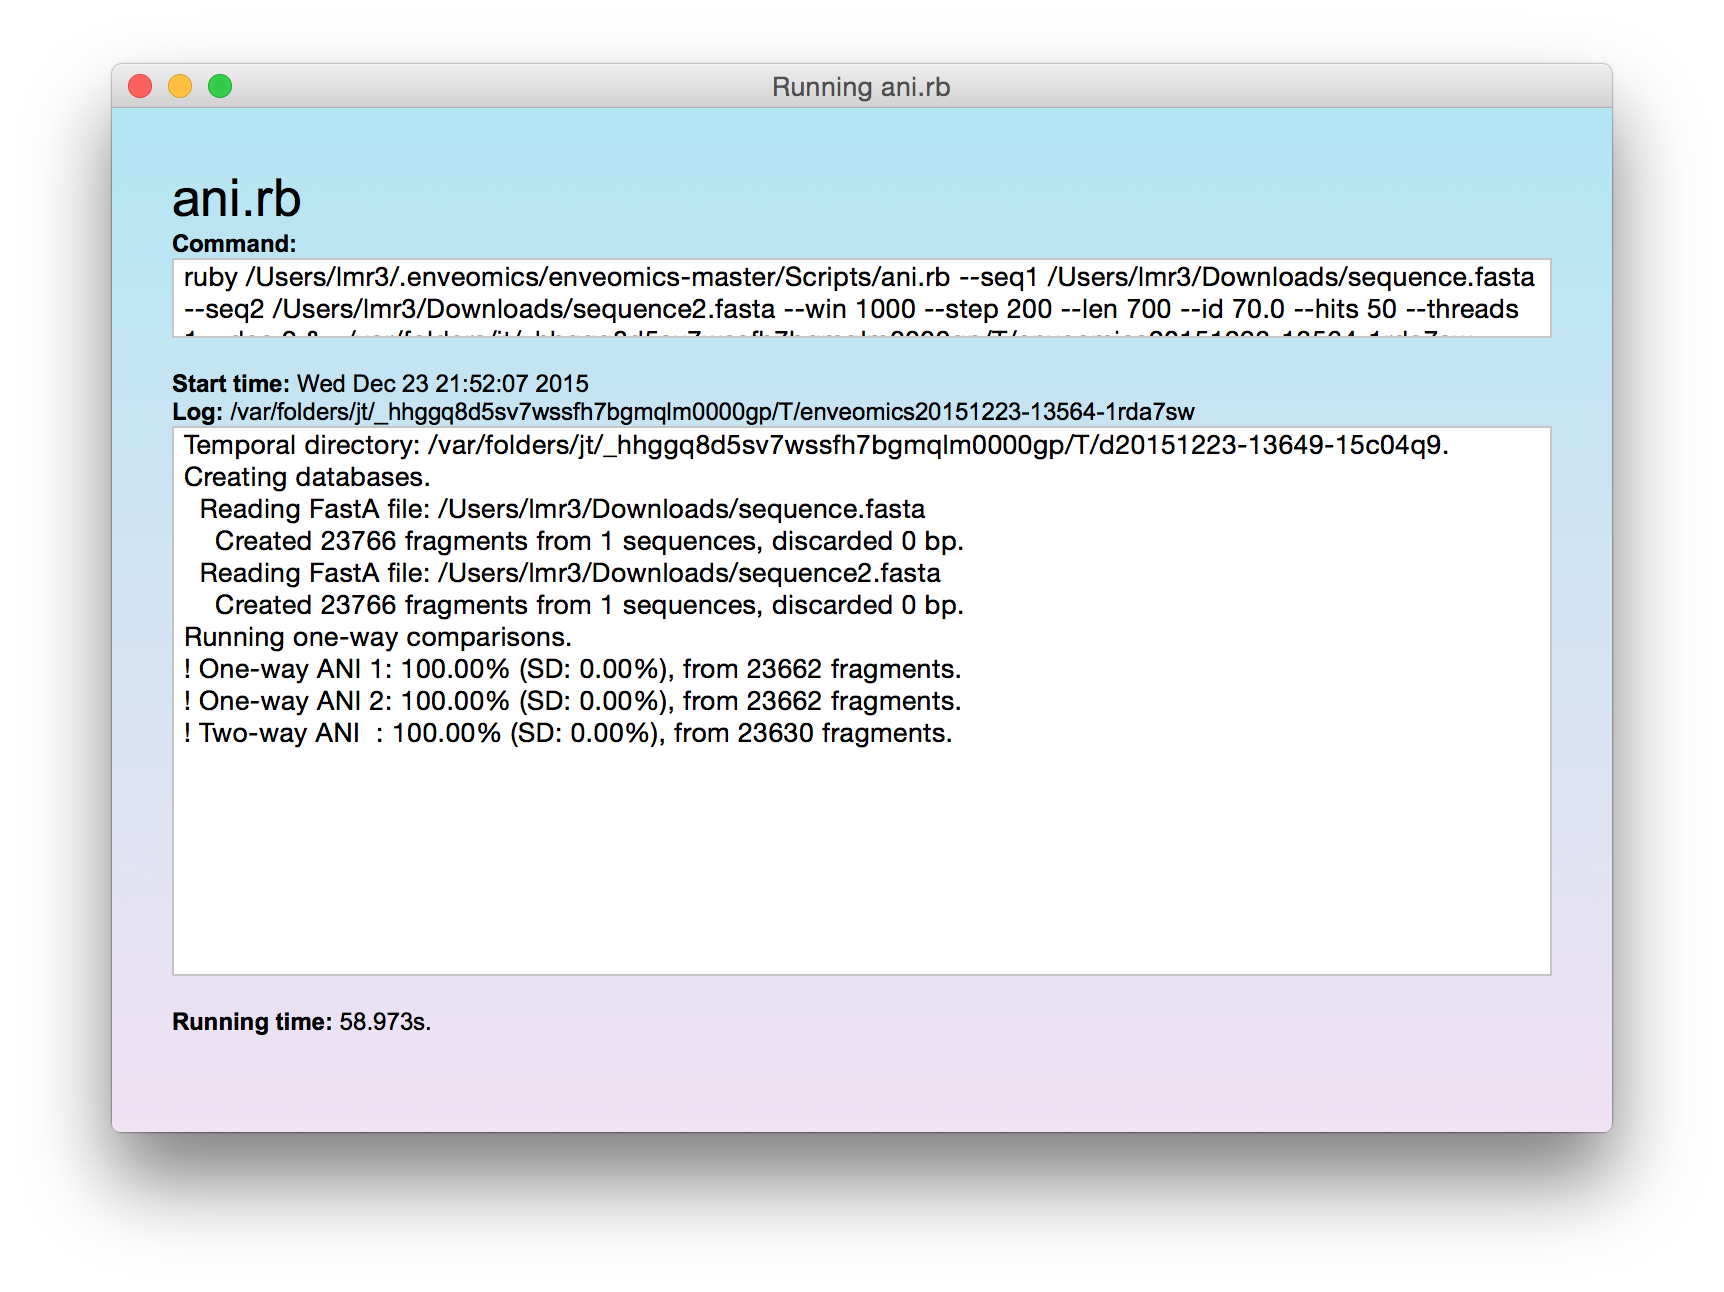 Running ani.rb
ani.rb
Command:
ruby /Users/lmr3/.enveomics/enveomics-master/Scripts/ani.rb --seq1 /Users/lmr3/Downloads/sequence.fasta
--seq2 /Users/lmr3/Downloads/sequence2.fasta --win 1000 --step 200 --len 700 --id 70.0 --hits 50 --threads
Start time: Wed Dec 23 21:52:07 2015
Log: /var/folders/jt/_hhggq8d5sv7wssfh7bgmqlm0000gp/T/enveomics20151223-13564-1rda7sw
Temporal directory: /var/folders/jt/_hhggq8d5sv7wssfh7bgmqlm0000gp/T/d20151223-13649-15c04q9.
Creating databases.
Reading FastA file: /Users/lmr3/Downloads/sequence.fasta
Created 23766 fragments from 1 sequences, discarded 0 bp.
Reading FastA file: /Users/lmr3/Downloads/sequence2.fasta
Created 23766 fragments from 1 sequences, discarded 0 bp.
Running one-way comparisons.
! One-way ANI 1: 100.00% (SD: 0.00%), from 23662 fragments.
! One-way ANI 2: 100.00% (SD: 0.00%), from 23662 fragments.
! Two-way ANI  : 100.00% (SD: 0.00%), from 23630 fragments.
Running time: 58.973s.